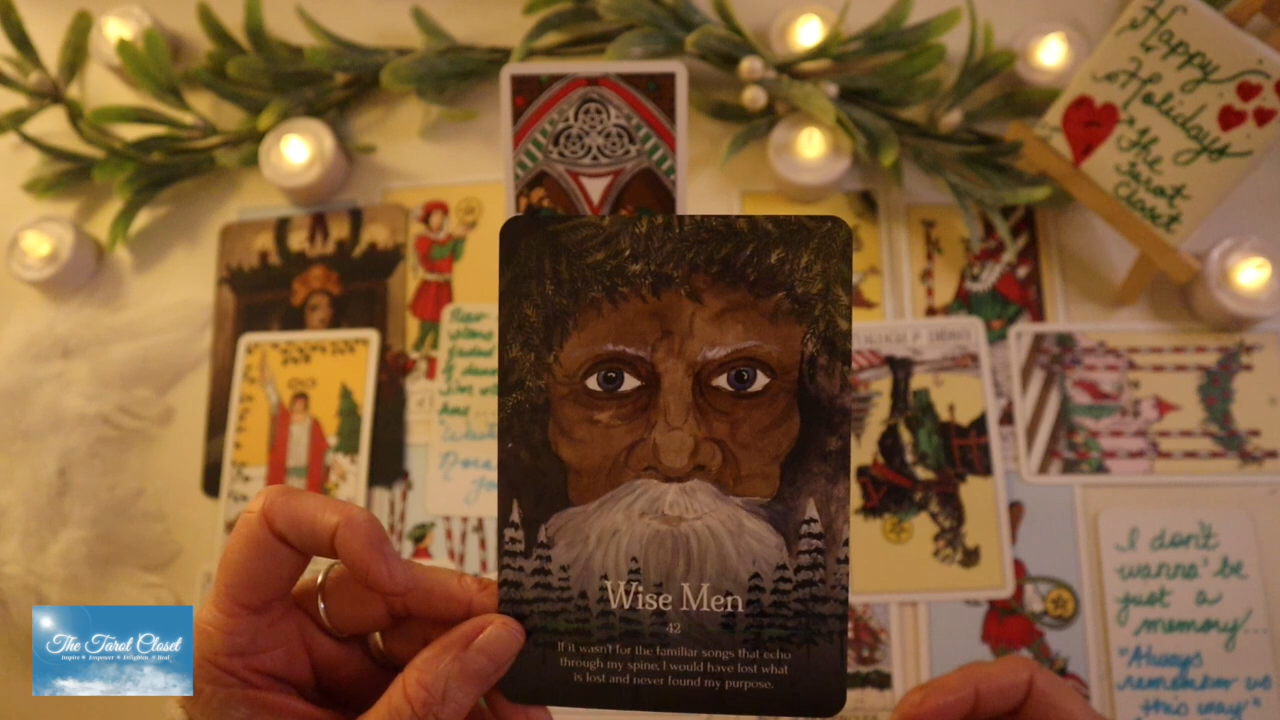 Happy
Holidays
The
Tarot
Closet
K
Wise Men
42
If it wasn't for the familiar songs that echo
through my spine, I would have lost what
is lost and never found my purpose.
I don't
wanna' be
just a
memory...
"Always
remember us
this way"
The Tarot Closet
Inspire Empower Enlighten Heal